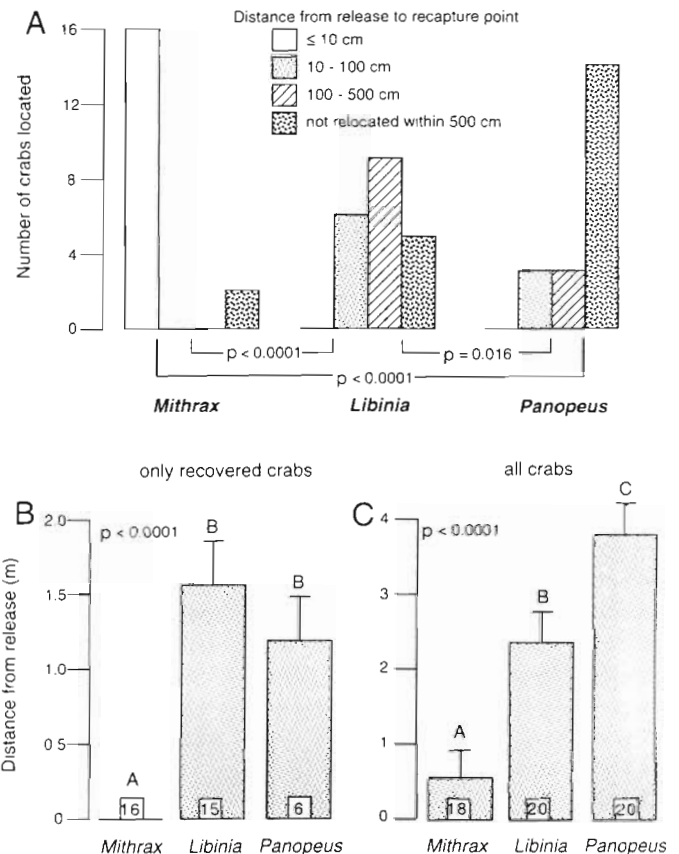 A
Distance from release to recapture point
≤ 10 cm
10 - 100 cm
100 - 500 cm
not relocated within 500 cm
Number of crabs located
16
12
8
4
0
p < 0.0001
p = 0.016
p < 0.0001
Mithrax
Libinia
Panopeus
only recovered crabs
all crabs
B
p < 0.0001
Distance from release (m)
2.0
1.5
1.0
0 5
0
A
B
B
16
15
6
Mithrax
Libinia
Panopeus
C
p < 0.0001
4
3
2
1
0
A
B
C
18
20
20
Mithrax
Libinia
Panopeus